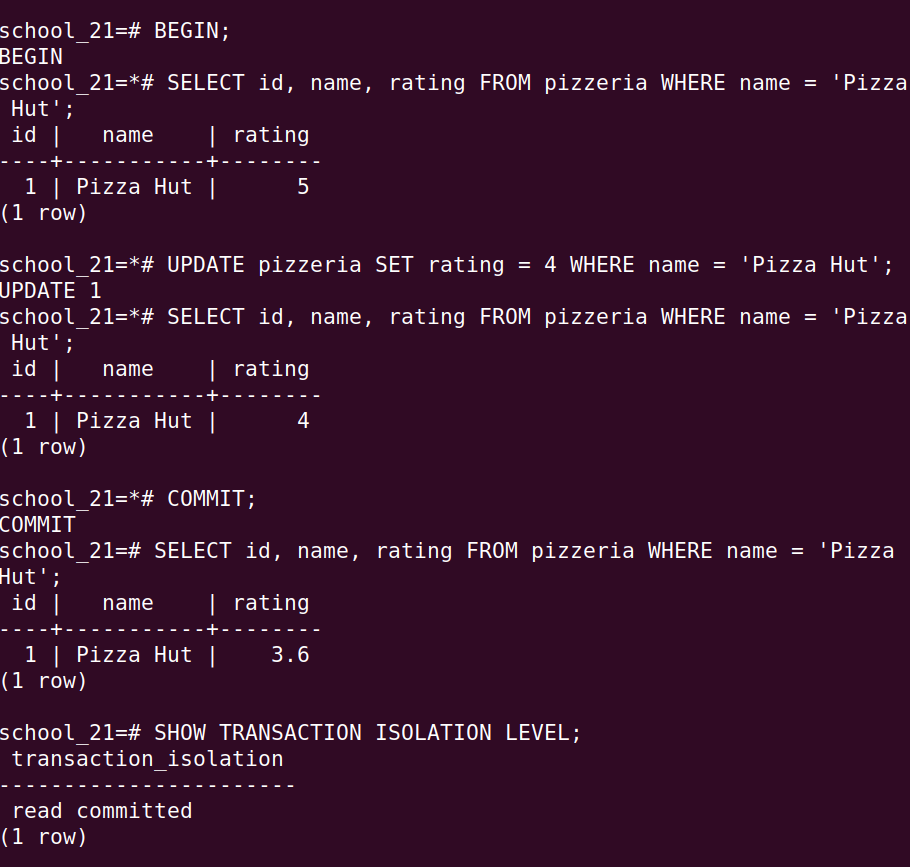 school_21=# BEGIN;
BEGIN
school_21=*# SELECT id, name, rating FROM pizzeria WHERE name = 'Pizza
 Hut';
 id |   name    | rating
----+-----------+--------
  1 | Pizza Hut |      5
(1 row)

school_21=*# UPDATE pizzeria SET rating = 4 WHERE name = 'Pizza Hut';
UPDATE 1
school_21=*# SELECT id, name, rating FROM pizzeria WHERE name = 'Pizza
 Hut';
 id |   name    | rating
----+-----------+--------
  1 | Pizza Hut |      4
(1 row)

school_21=*# COMMIT;
COMMIT
school_21=# SELECT id, name, rating FROM pizzeria WHERE name = 'Pizza
Hut';
 id |   name    | rating
----+-----------+--------
  1 | Pizza Hut |    3.6
(1 row)

school_21=# SHOW TRANSACTION ISOLATION LEVEL;
 transaction_isolation
-----------------------
 read committed
(1 row)